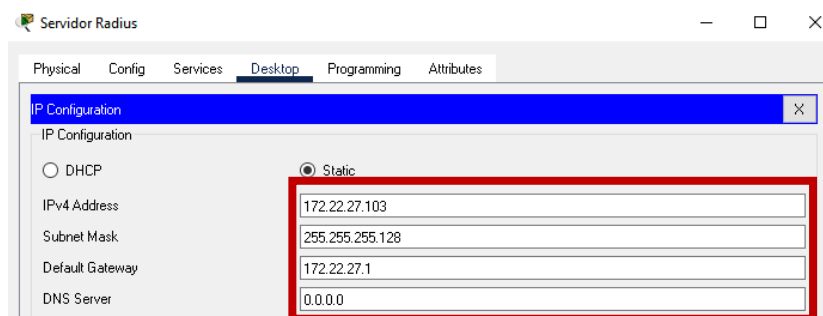 Servidor Radius
Physical Config Services Desktop Programming Attributes
IP Configuration X
IP Configuration
DHCP Static
IPv4 Address 172.22.27.103
Subnet Mask 255.255.255.128
Default Gateway 172.22.27.1
DNS Server 0.0.0.0